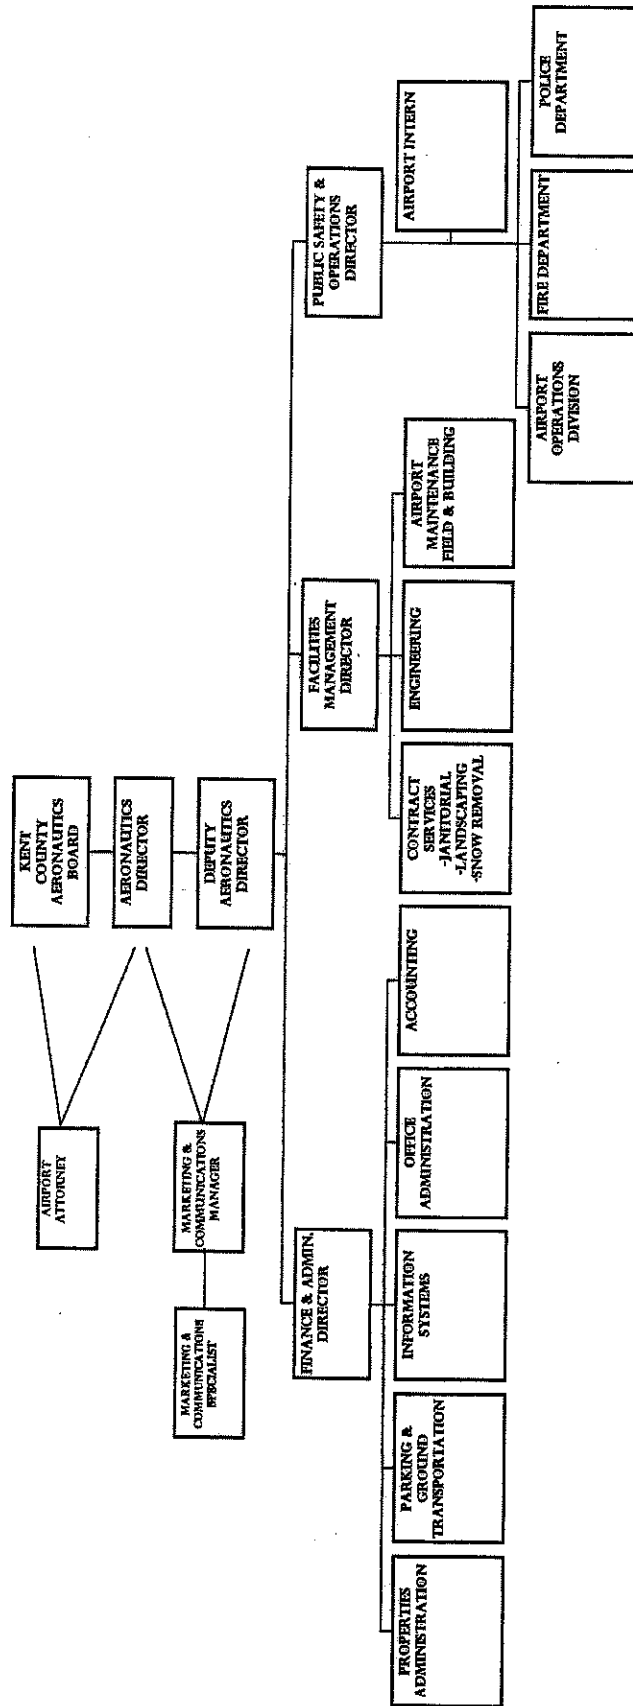 KENT
COUNTY
AERONAUTICS
BOARD
AIRPORT
ATTORNEY
AERONAUTICS
DIRECTOR
MARKETING &
COMMUNICATIONS
SPECIALIST
MARKETING &
COMMUNICATIONS
MANAGER
DEPUTY
AERONAUTICS
DIRECTOR
FINANCE & ADMIN.
DIRECTOR
FACILITIES
MANAGEMENT
DIRECTOR
PUBLIC SAFETY &
OPERATIONS
DIRECTOR
PROPERTIES
ADMINISTRATION
PARKING &
GROUND
TRANSPORTATION
INFORMATION
SYSTEMS
OFFICE
ADMINISTRATION
ACCOUNTING
CONTRACT
SERVICES
-JANITORIAL
-LANDSCAPING
-SNOW REMOVAL
ENGINEERING
AIRPORT
MAINTENANCE
FIELD & BUILDING
AIRPORT INTERN
AIRPORT
OPERATIONS
DIVISION
FIRE DEPARTMENT
POLICE
DEPARTMENT